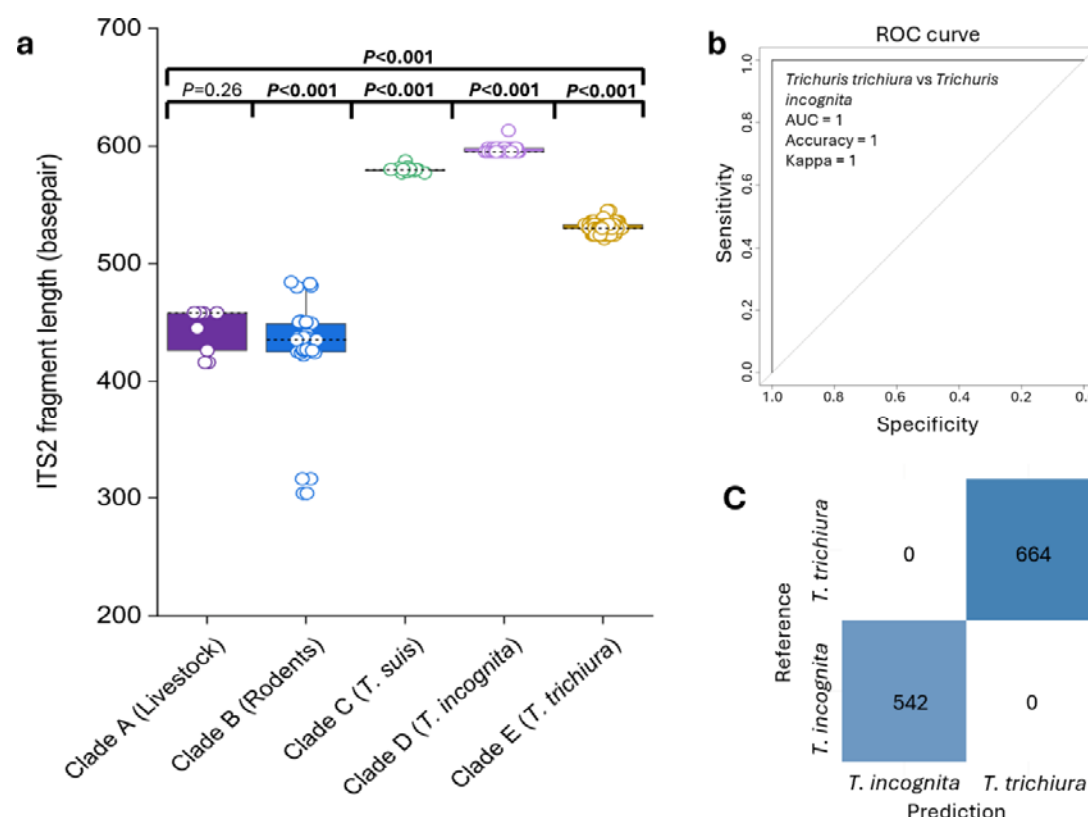 a
700
600
500
400
300
200
ITS2 fragment length (basepair)
P<0.001
P=0.26
P<0.001
P<0.001
P<0.001
P<0.001
Clade A (Livestock)
Clade B (Rodents)
Clade C (T. suis)
Clade D (T. incognita)
Clade E (T. trichiura)
b
ROC curve
Trichuris trichiura vs Trichuris
incognita
AUC = 1
Accuracy = 1
Kappa = 1
Sensitivity
1.0
0.8
0.6
0.4
0.2
0.0
1.0
0.8
0.6
0.4
0.2
Specificity
C
Reference
T. trichiura
T. incognita
0
664
542
0
T. incognita
T. trichiura
Prediction